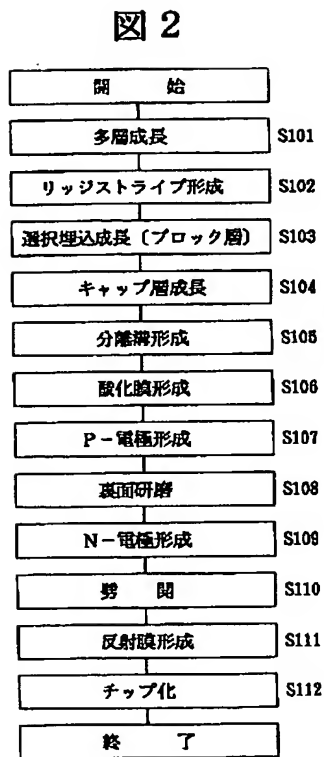 図 2
開 始
多層成長 S101
リッジストライプ形成 S102
選択埋込成長〔ブロック層〕 S103
キャップ層成長 S104
分離溝形成 S105
酸化膜形成 S106
P-電極形成 S107
裏面研磨 S108
N-電極形成 S109
劈 開 S110
反射膜形成 S111
チップ化 S112
終 了